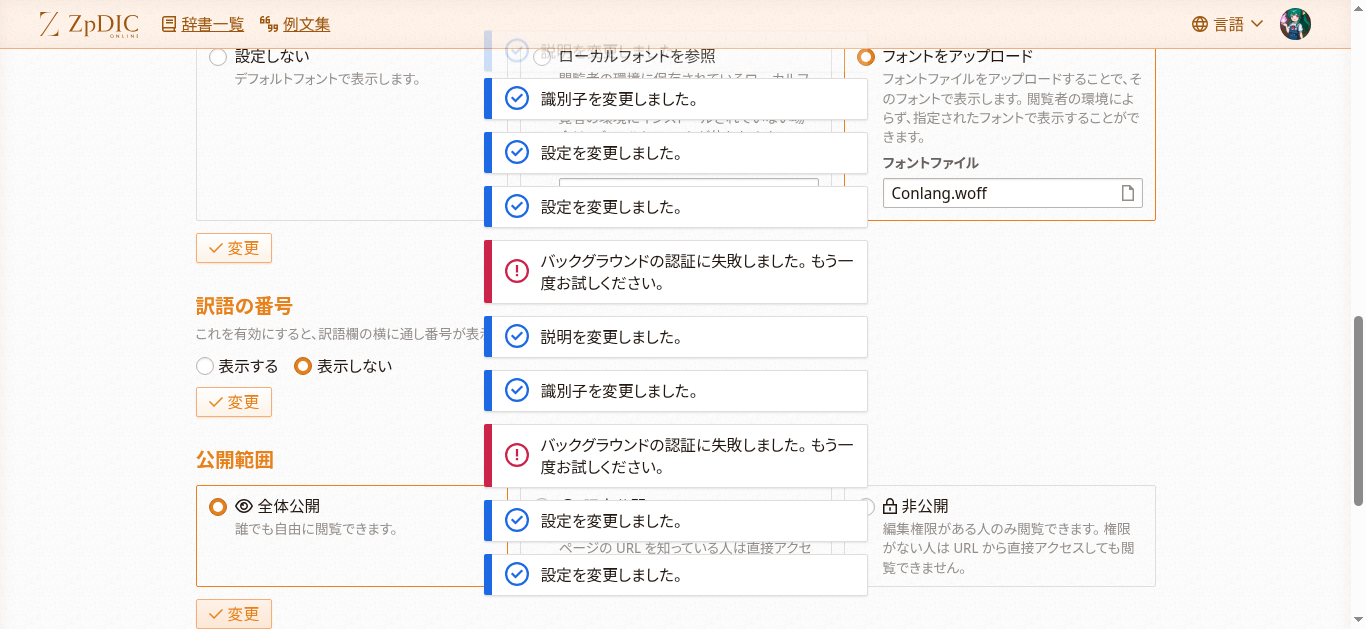 ZpDIC
ONLINE
辞書一覧
例文集
言語
設定しない
デフォルトフォントで表示します。
説明を変更しました。
ローカルフォントを参照
識別子を変更しました。
設定を変更しました。
設定を変更しました。
バックグラウンドの認証に失敗しました。もう一
度お試しください。
説明を変更しました。
識別子を変更しました。
バックグラウンドの認証に失敗しました。もう一
度お試しください。
設定を変更しました。
ページの URL を知っている人は直接アクセ
設定を変更しました。
フォントをアップロード
フォントファイルをアップロードすることで、そ
のフォントで表示します。閲覧者の環境によ
らず、指定されたフォントで表示することがで
きます。
フォントファイル
Conlang.woff
変更
訳語の番号
これを有効にすると、訳語欄の横に通し番号が表
表示する
表示しない
変更
公開範囲
全体公開
誰でも自由に閲覧できます。
非公開
編集権限がある人のみ閲覧できます。権限
がない人は URL から直接アクセスしても閲
覧できません。
変更